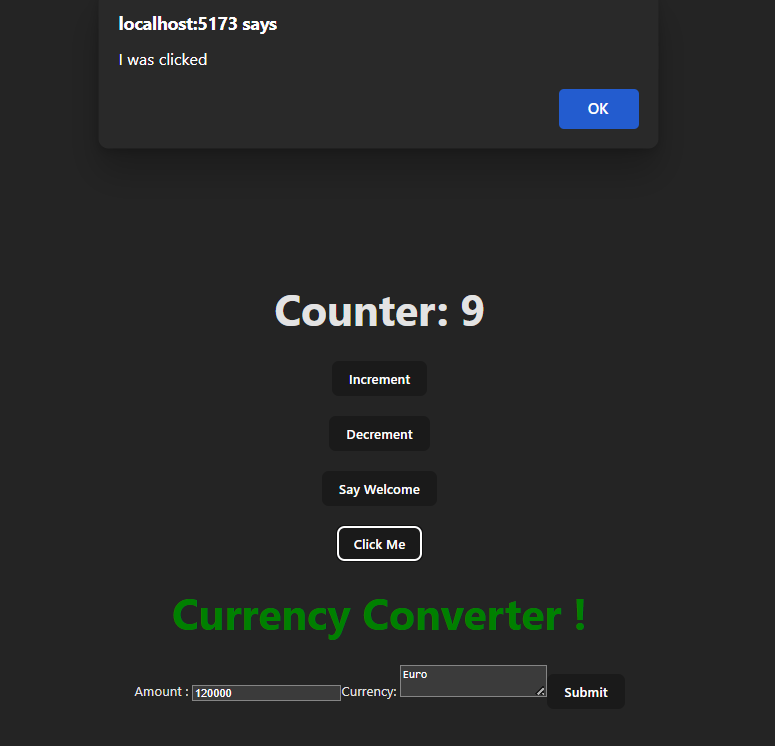 localhost:5173 says
I was clicked
OK
Counter: 9
Increment
Decrement
Say Welcome
Click Me
Currency Converter !
Amount : 120000 Currency: Euro Submit